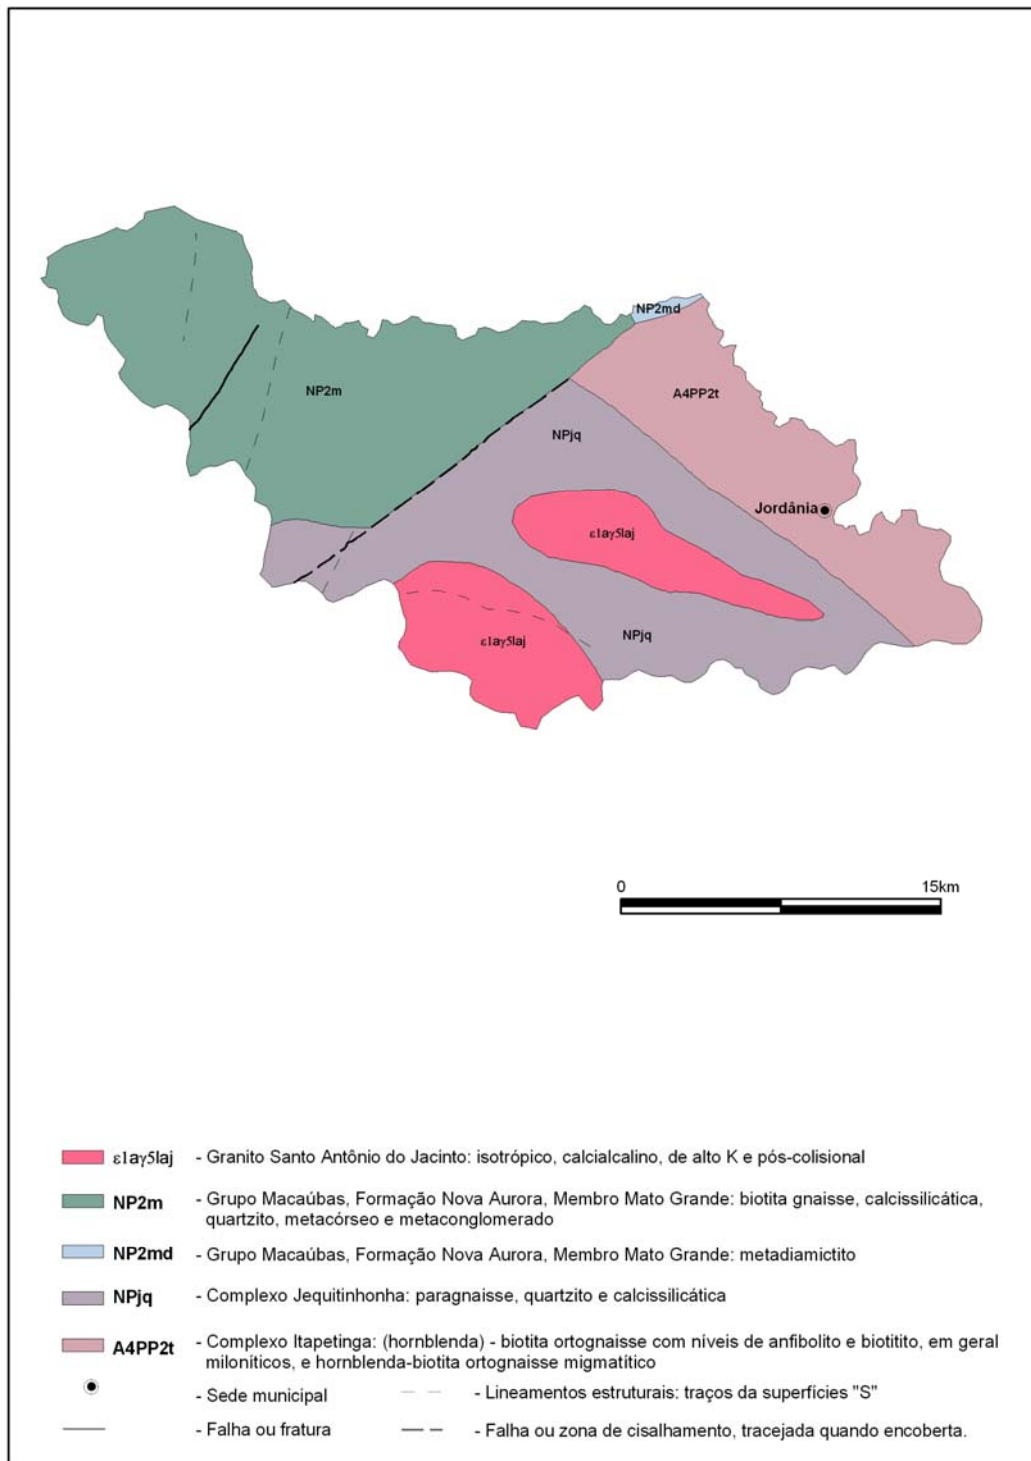 NP2md
NP2m
A4PP2t
NPjq
Jordânia
ε1aγ5laj
NPjq
ε1aγ5laj
0 15km
ε1aγ5laj - Granito Santo Antônio do Jacinto: isotrópico, calcialcalino, de alto K e pós-colisional
NP2m - Grupo Macaúbas, Formação Nova Aurora, Membro Mato Grande: biotita gnaisse, calcissilicática,
quartzito, metacórseo e metaconglomerado
NP2md - Grupo Macaúbas, Formação Nova Aurora, Membro Mato Grande: metadiamictito
NPjq - Complexo Jequitinhonha: paragnaisse, quartzito e calcissilicática
A4PP2t - Complexo Itapetinga: (hornblenda) - biotita ortognaisse com níveis de anfibolito e biotitito, em geral
miloníticos, e hornblenda-biotita ortognaisse migmatítico
- Sede municipal - Lineamentos estruturais: traços da superfícies "S"
- Falha ou fratura - Falha ou zona de cisalhamento, tracejada quando encoberta.